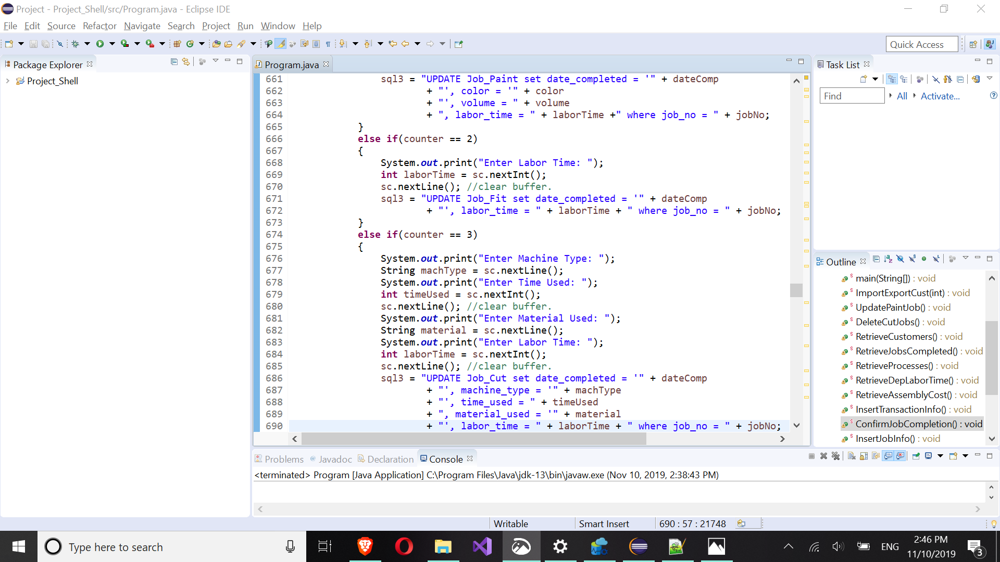 Project - Project_Shell/src/Program.java - Eclipse IDE
File Edit Source Refactor Navigate Search Project Run Window Help
Quick Access
Package Explorer
Project_Shell
Program.java
661 sql3 = "UPDATE Job_Paint set date_completed = '" + dateComp
662 + "', color = '" + color
663 + "', volume = " + volume
664 + ", labor_time = " + laborTime +" where job_no = " + jobNo;
665 }
666 else if(counter == 2)
667 {
668 System.out.print("Enter Labor Time: ");
669 int laborTime = sc.nextInt();
670 sc.nextLine(); //clear buffer.
671 sql3 = "UPDATE Job_Fit set date_completed = '" + dateComp
672 + "', labor_time = " + laborTime + " where job_no = " + jobNo;
673 }
674 else if(counter == 3)
675 {
676 System.out.print("Enter Machine Type: ");
677 String machType = sc.nextLine();
678 System.out.print("Enter Time Used: ");
679 int timeUsed = sc.nextInt();
680 sc.nextLine(); //clear buffer.
681 System.out.print("Enter Material Used: ");
682 String material = sc.nextLine();
683 System.out.print("Enter Labor Time: ");
684 int laborTime = sc.nextInt();
685 sc.nextLine(); //clear buffer.
686 sql3 = "UPDATE Job_Cut set date_completed = '" + dateComp
687 + "', machine_type = '" + machType
688 + "', time_used = " + timeUsed
689 + ", material_used = '" + material
690 + "', labor_time = " + laborTime + " where job_no = " + jobNo;
Task List
Find All Activate...
Outline
main(String[]) : void
ImportExportCust(int) : void
UpdatePaintJob() : void
DeleteCutJobs() : void
RetrieveCustomers() : void
RetrieveJobsCompleted() : void
RetrieveProcesses() : void
RetrieveDepLaborTime() : void
RetrieveAssemblyCost() : void
InsertTransactionInfo() : void
ConfirmJobCompletion() : void
InsertJobInfo() : void
Problems @ Javadoc Declaration Console
<terminated> Program [Java Application] C:\Program Files\Java\jdk-13\bin\javaw.exe (Nov 10, 2019, 2:38:43 PM)
Writable Smart Insert 690 : 57 : 21748
Type here to search
ENG
2:46 PM
11/10/2019
3